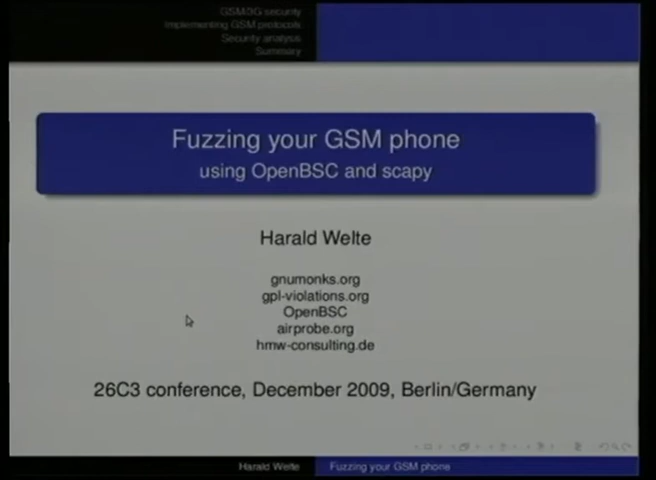 GSM/3G security
Implementing GSM protocols
Security analysis
Summary
Fuzzing your GSM phone
using OpenBSC and scapy
Harald Welte
gnumonks.org
gpl-violations.org
OpenBSC
airprobe.org
hmw-consulting.de
26C3 conference, December 2009, Berlin/Germany
Harald Welte
Fuzzing your GSM phone